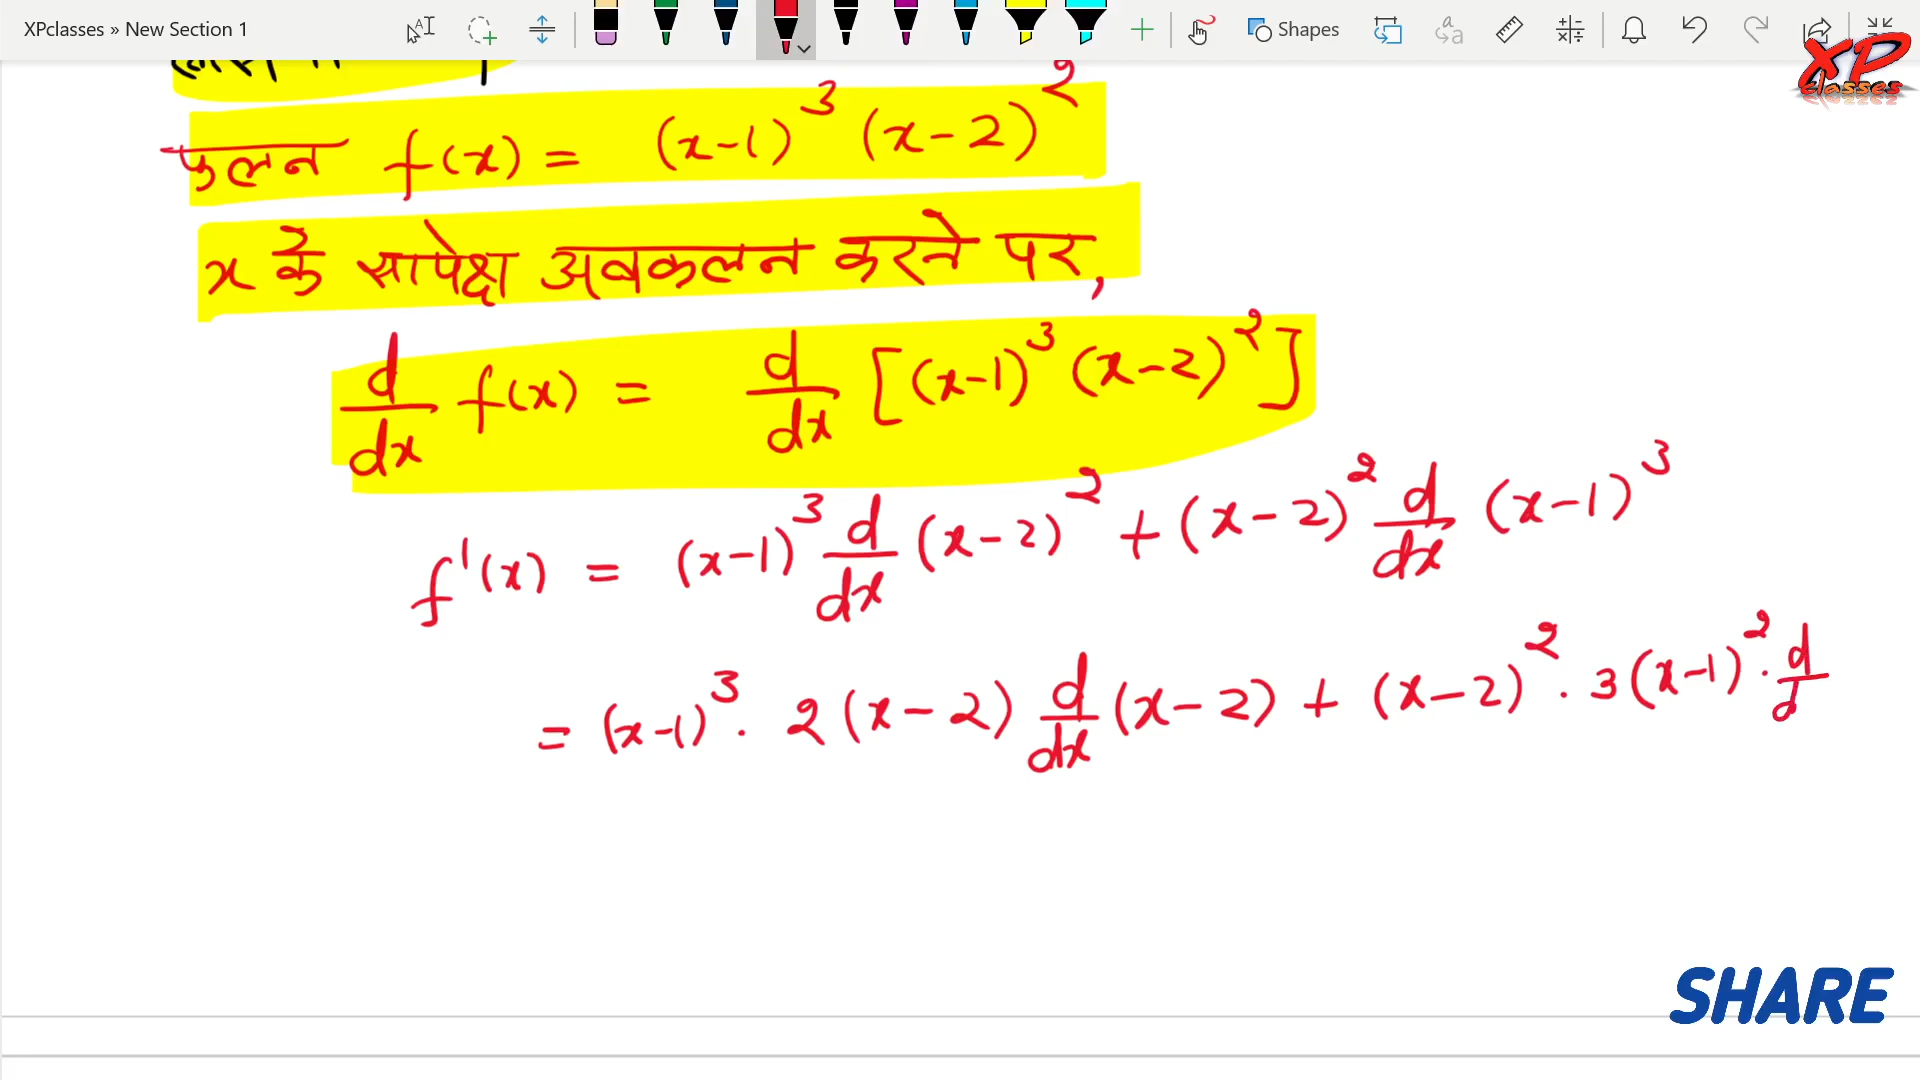 XPclasses » New Section 1
Shapes
XP
classes
फलन f(x) = (x-1)³ (x-2)²
x के सापेक्ष अवकलन करने पर,
d/dx f(x) = d/dx [(x-1)³ (x-2)²]
f'(x) = (x-1)³ d/dx (x-2)² + (x-2)² d/dx (x-1)³
= (x-1)³ . 2(x-2) d/dx (x-2) + (x-2)² . 3(x-1)² . d/d
SHARE